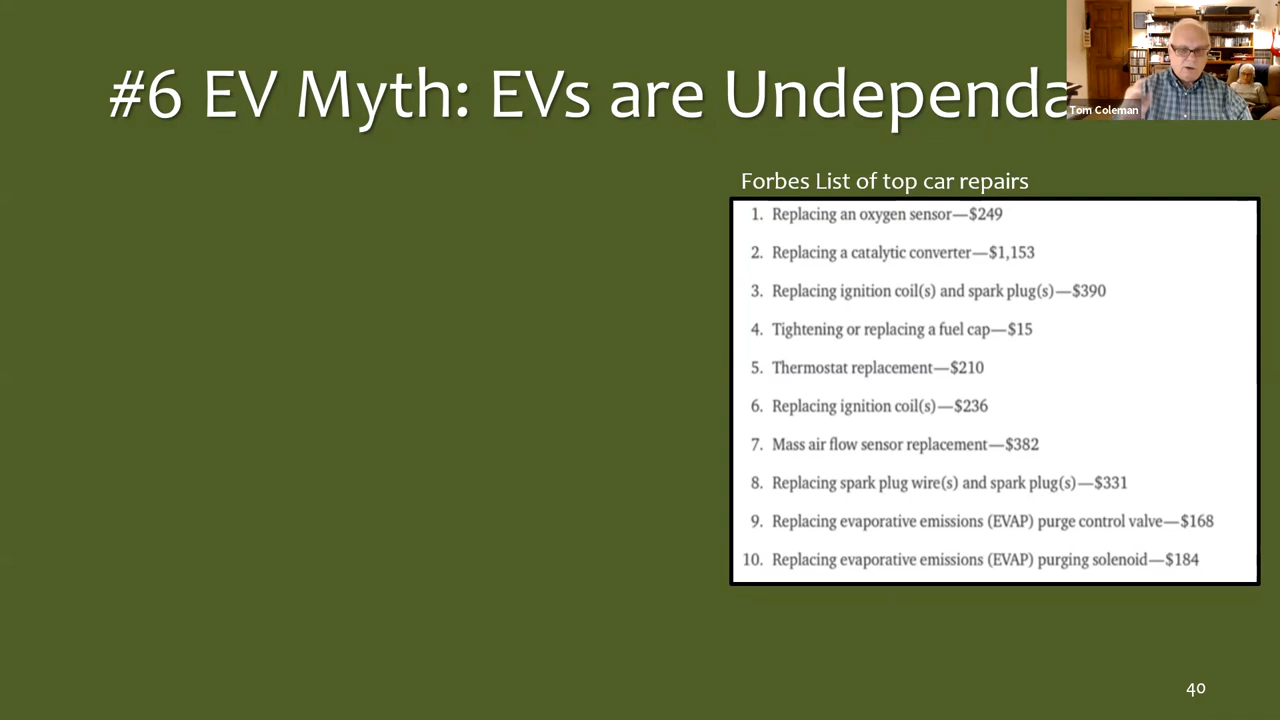 #6 EV Myth: EVs are Undependa
Tom Coleman
Forbes List of top car repairs
1. Replacing an oxygen sensor—$249
2. Replacing a catalytic converter—$1,153
3. Replacing ignition coil(s) and spark plug(s)—$390
4. Tightening or replacing a fuel cap—$15
5. Thermostat replacement—$210
6. Replacing ignition coil(s)—$236
7. Mass air flow sensor replacement—$382
8. Replacing spark plug wire(s) and spark plug(s)—$331
9. Replacing evaporative emissions (EVAP) purge control valve—$168
10. Replacing evaporative emissions (EVAP) purging solenoid—$184
40